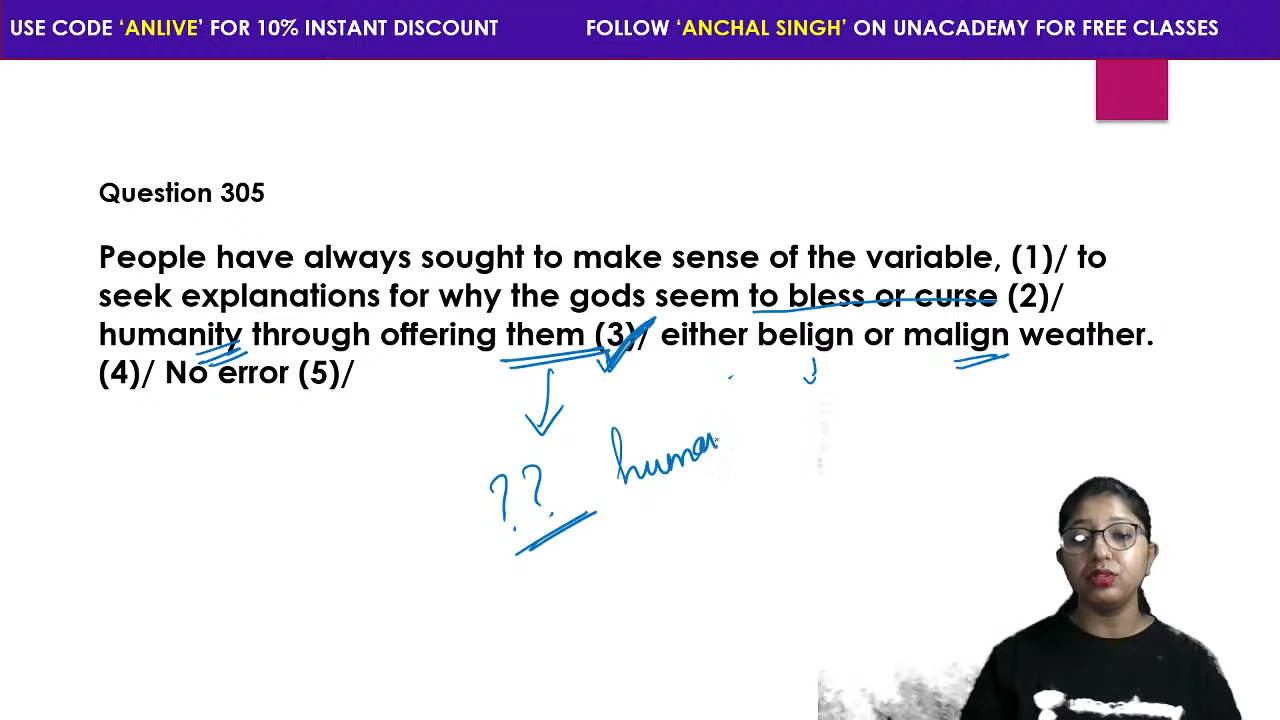 USE CODE ‘ANLIVE’ FOR 10% INSTANT DISCOUNT FOLLOW ‘ANCHAL SINGH’ ON UNACADEMY FOR FREE CLASSES
Question 305
People have always sought to make sense of the variable, (1)/ to
seek explanations for why the gods seem to bless or curse (2)/
humanity through offering them (3)/ either belign or malign weather.
(4)/ No error (5)/
human
??